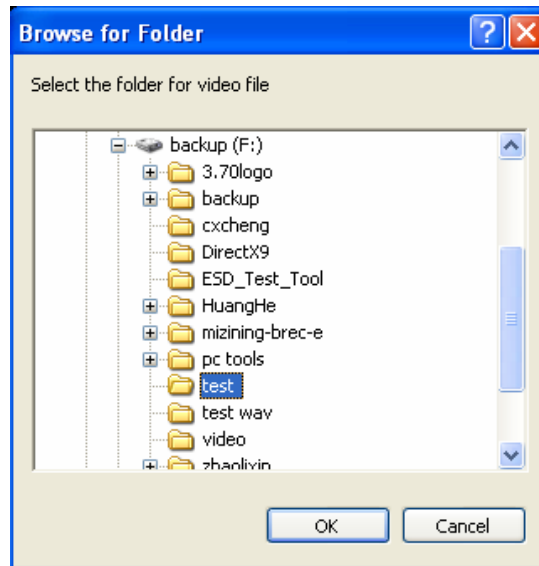 Browse for Folder
Select the folder for video file
backup (F:)
3.70logo
backup
cxcheng
DirectX9
ESD_Test_Tool
HuangHe
mizining-brec-e
pc tools
test
test wav
video
zhaolixin
OK Cancel